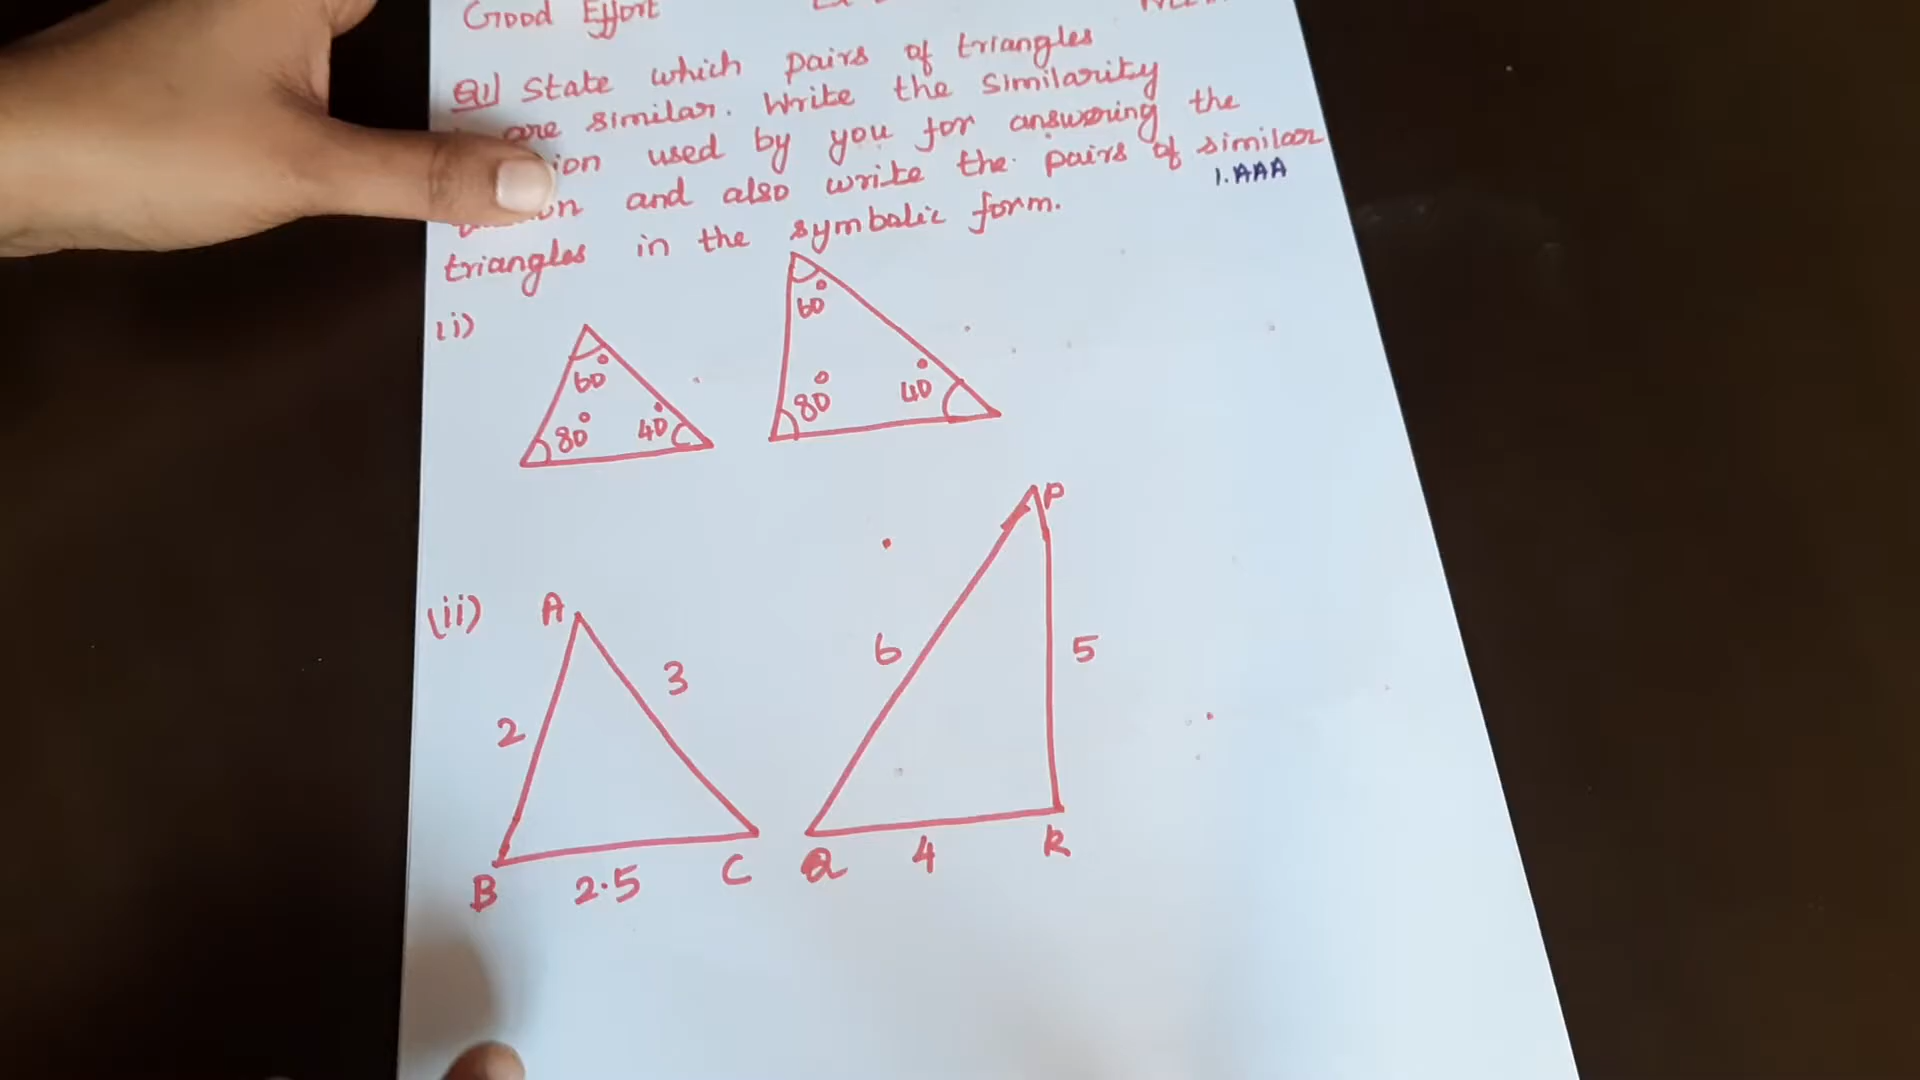 Good Effort
Q1) State which pairs of triangles
are similar. Write the similarity
used by you for answering the
and also write the pairs of similar
1. AAA
triangles in the symbolic form.
(i)
60°
80°
40°
60°
80°
40°
(ii)
A
2
3
B
2.5
C
P
6
5
Q
4
R